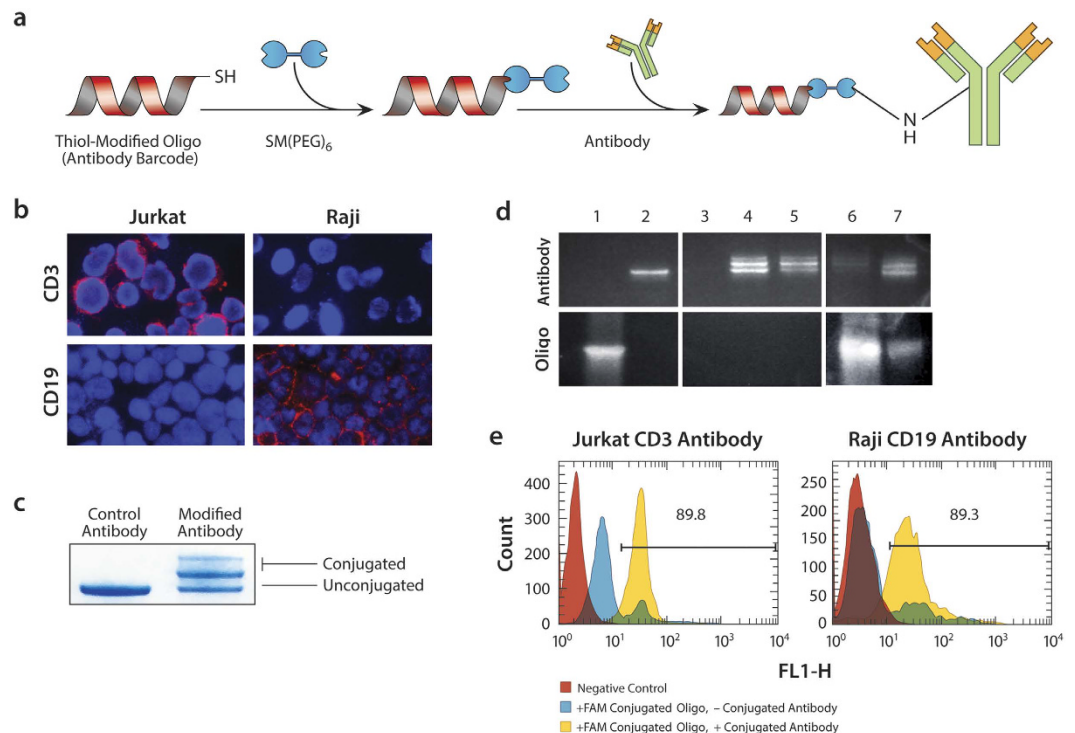 a
SH
Thiol-Modified Oligo
(Antibody Barcode)
SM(PEG)6
Antibody
N
H
b
Jurkat
Raji
CD3
CD19
c
Control
Antibody
Modified
Antibody
Conjugated
Unconjugated
d
1 2 3 4 5 6 7
Antibody
Oligo
e
Jurkat CD3 Antibody
Count
400
300
200
100
0
89.8
10^0 10^1 10^2 10^3 10^4
Raji CD19 Antibody
250
200
150
100
50
0
89.3
10^0 10^1 10^2 10^3 10^4
FL1-H
Negative Control
+FAM Conjugated Oligo, – Conjugated Antibody
+FAM Conjugated Oligo, + Conjugated Antibody